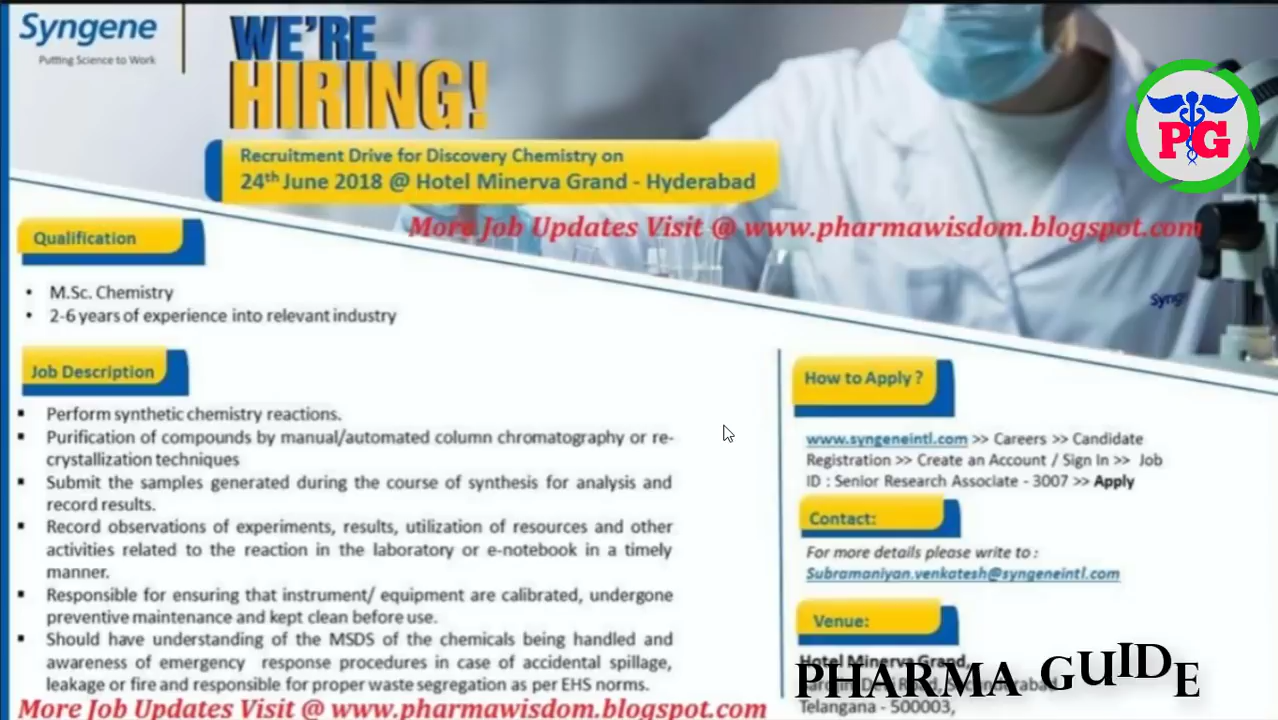 Syngene
Putting Science to Work
WE'RE
HIRING!
Recruitment Drive for Discovery Chemistry on
24th June 2018 @ Hotel Minerva Grand - Hyderabad
PG
More Job Updates Visit @ www.pharmawisdom.blogspot.com
Qualification
• M.Sc. Chemistry
• 2-6 years of experience into relevant industry
Job Description
▪ Perform synthetic chemistry reactions.
▪ Purification of compounds by manual/automated column chromatography or re-
crystallization techniques
▪ Submit the samples generated during the course of synthesis for analysis and
record results.
▪ Record observations of experiments, results, utilization of resources and other
activities related to the reaction in the laboratory or e-notebook in a timely
manner.
▪ Responsible for ensuring that instrument/ equipment are calibrated, undergone
preventive maintenance and kept clean before use.
▪ Should have understanding of the MSDS of the chemicals being handled and
awareness of emergency response procedures in case of accidental spillage,
leakage or fire and responsible for proper waste segregation as per EHS norms.
More Job Updates Visit @ www.pharmawisdom.blogspot.com
How to Apply ?
www.syngeneintl.com >> Careers >> Candidate
Registration >> Create an Account / Sign In >> Job
ID : Senior Research Associate - 3007 >> Apply
Contact:
For more details please write to :
Subramaniyan.venkatesh@syngeneintl.com
Venue:
Hotel Minerva Grand,
PHARMA GUIDE
Telangana - 500003,